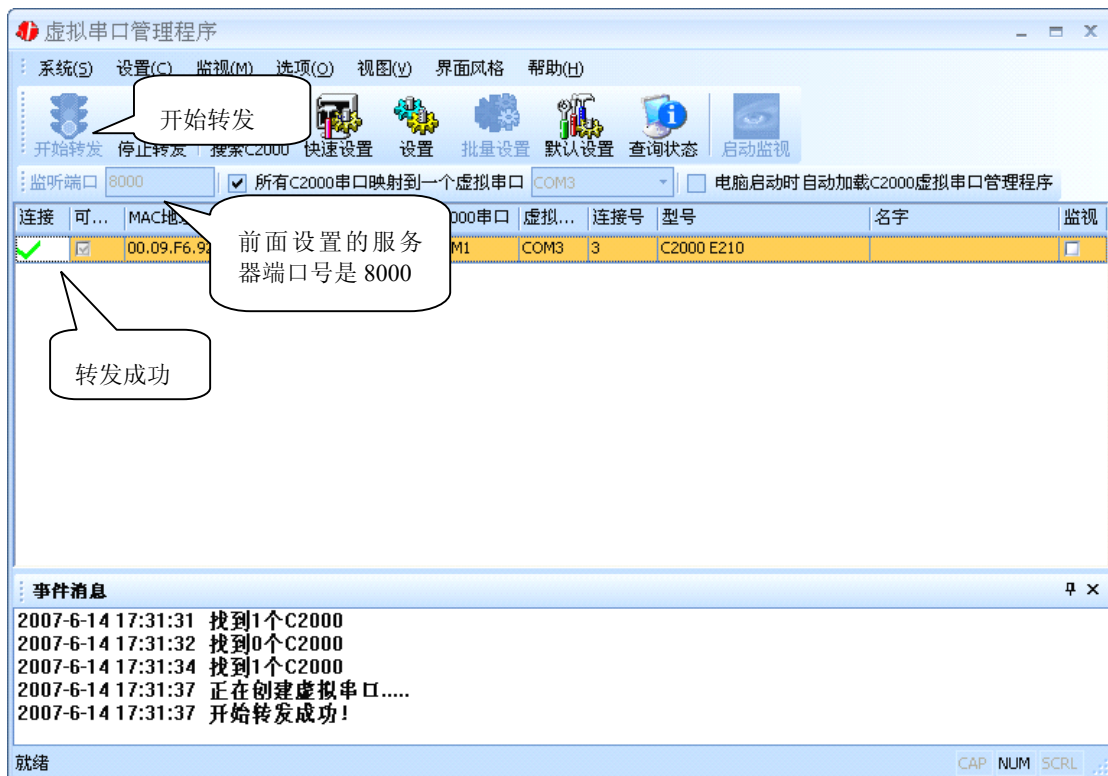 虚拟串口管理程序
系统(S) 设置(C) 监视(M) 选项(O) 视图(V) 界面风格 帮助(H)
开始转发
开始转发 停止转发 搜索C2000 快速设置 设置 批量设置 默认设置 查询状态 启动监视
监听端口 8000 所有C2000串口映射到一个虚拟串口 COM3 电脑启动时自动加载C2000虚拟串口管理程序
连接 可... MAC地 000串口 虚拟... 连接号 型号 名字 监视
00.09.F6.92 M1 COM3 3 C2000 E210
前面设置的服务
器端口号是 8000
转发成功
事件消息
2007-6-14 17:31:31 找到1个C2000
2007-6-14 17:31:32 找到0个C2000
2007-6-14 17:31:34 找到1个C2000
2007-6-14 17:31:37 正在创建虚拟串口.....
2007-6-14 17:31:37 开始转发成功!
就绪 CAP NUM SCRL